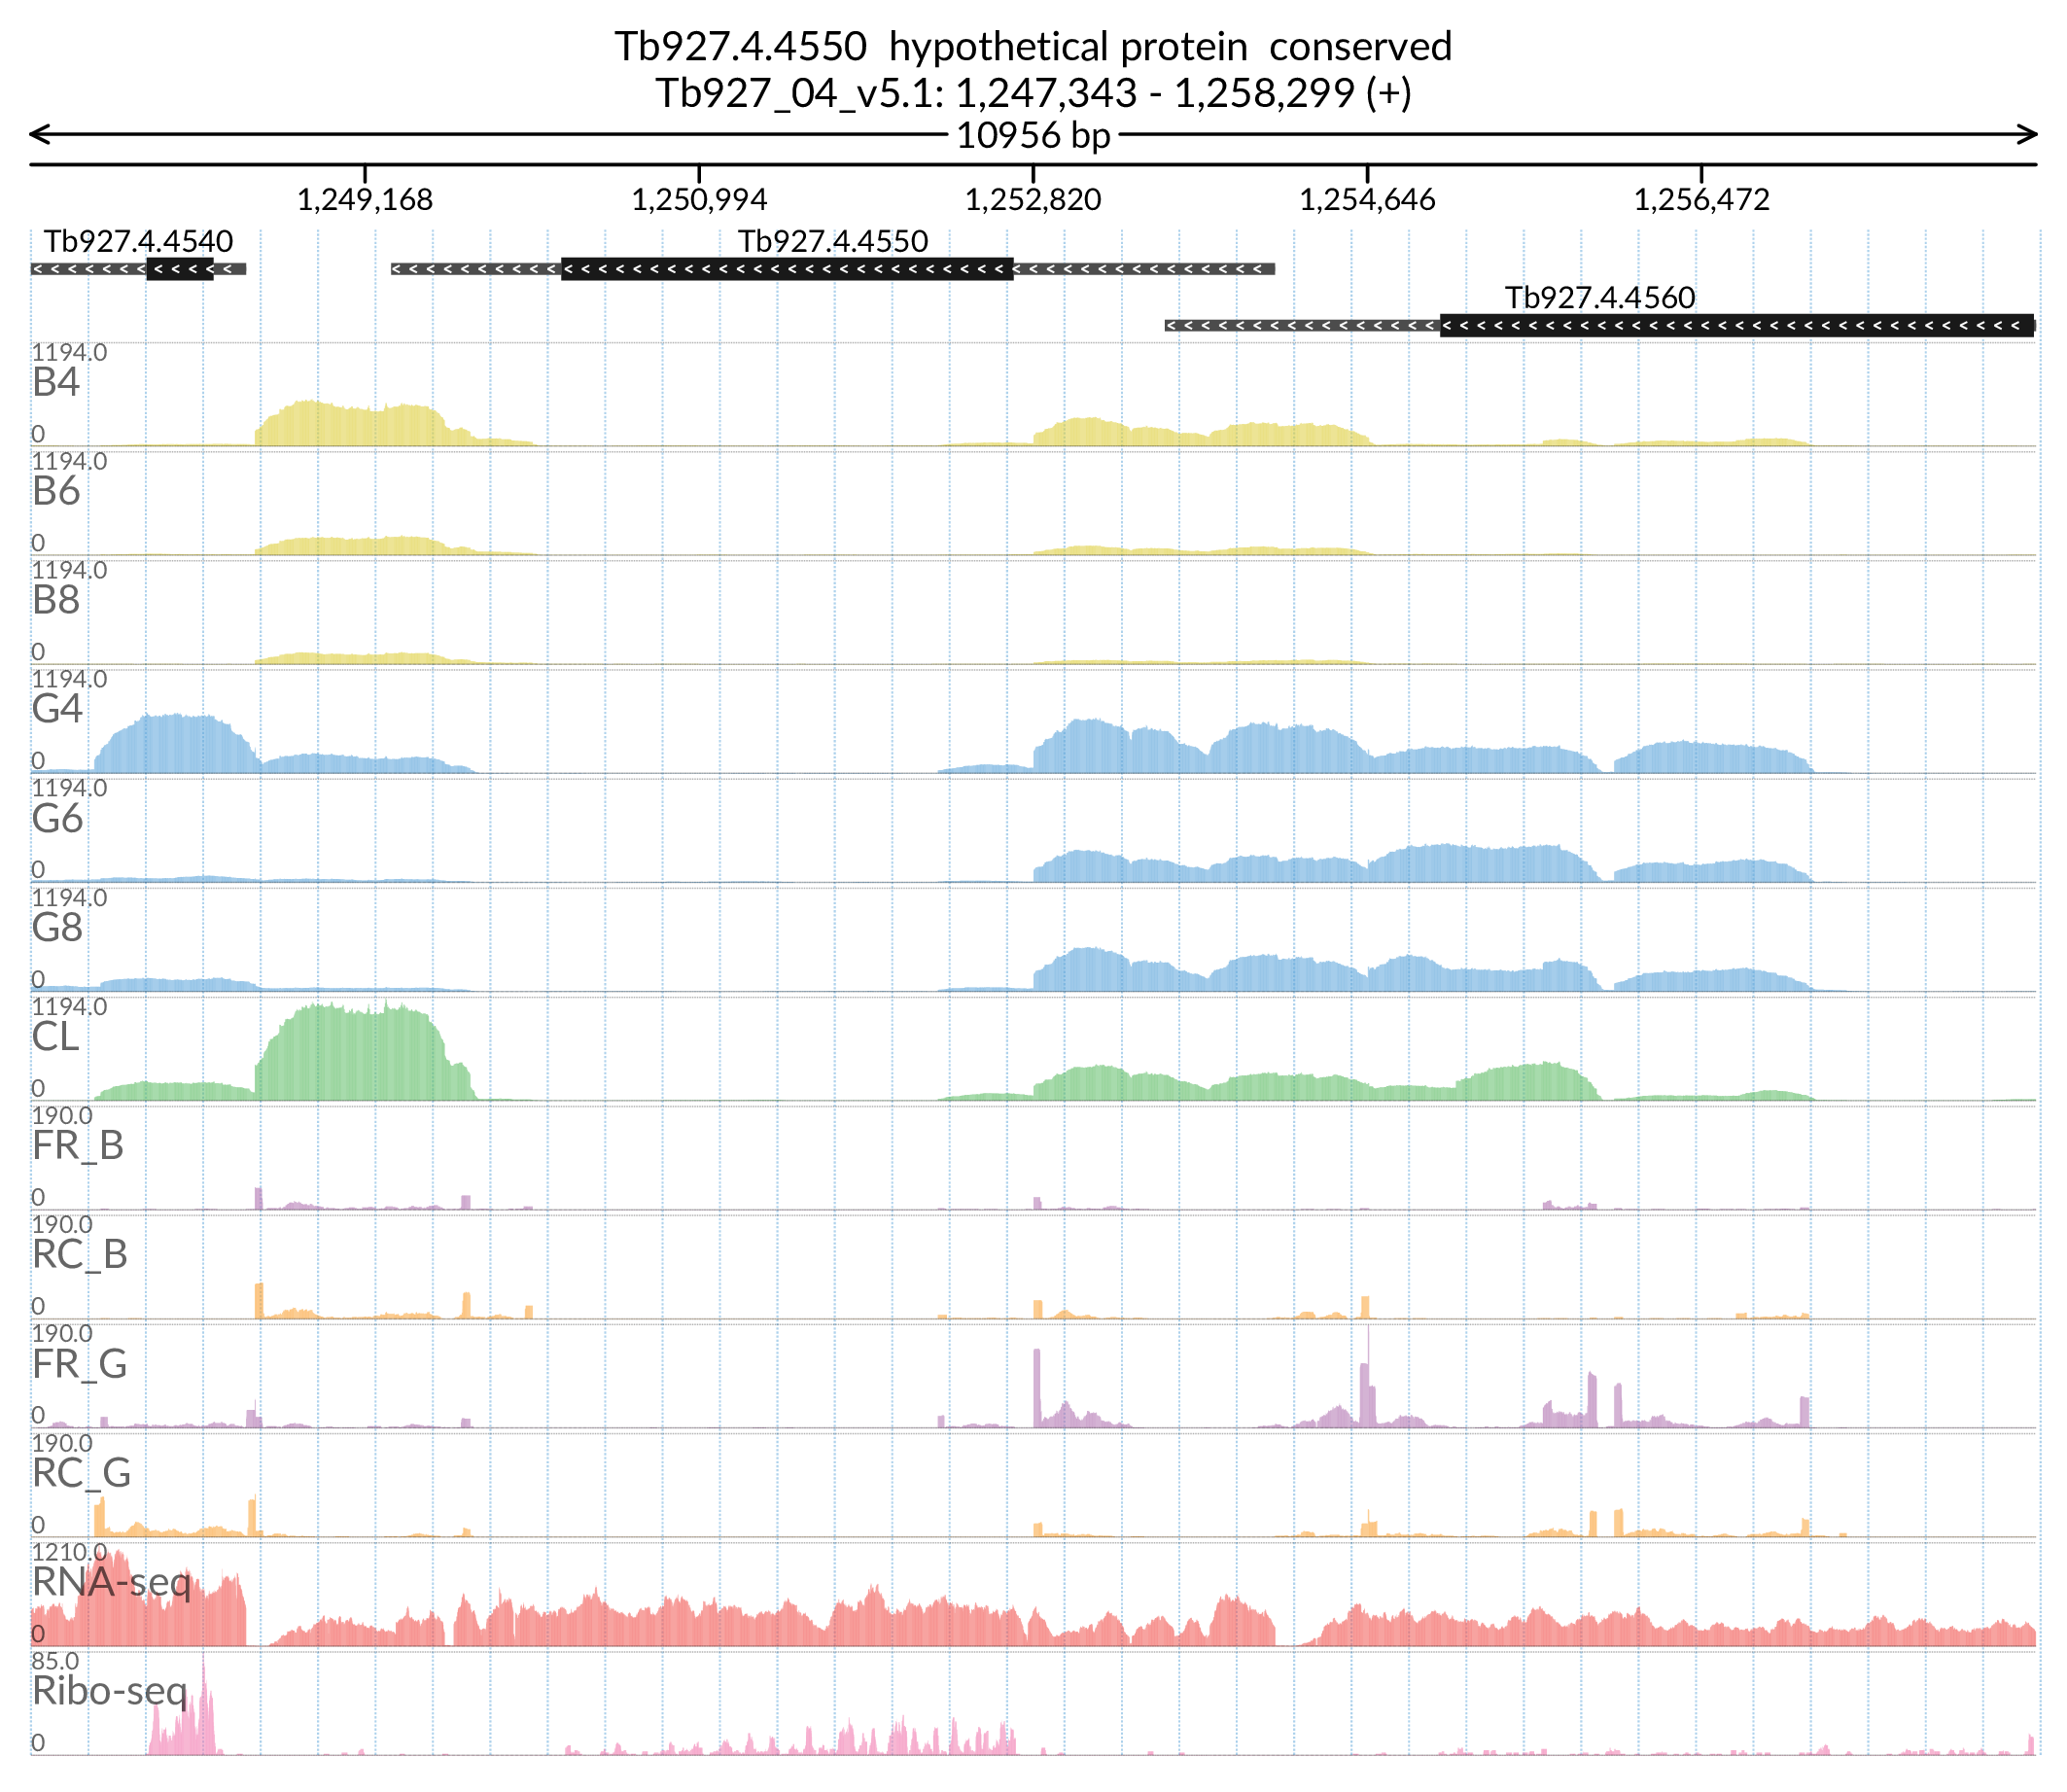 Tb927.4.4550  hypothetical protein  conserved
Tb927_04_v5.1: 1,247,343 - 1,258,299 (+)
10956 bp
1,249,168 1,250,994 1,252,820 1,254,646 1,256,472
Tb927.4.4540 Tb927.4.4550
Tb927.4.4560
1194.0
B4
0
1194.0
B6
0
1194.0
B8
0
1194.0
G4
0
1194.0
G6
0
1194.0
G8
0
1194.0
CL
0
190.0
FR_B
0
190.0
RC_B
0
190.0
FR_G
0
190.0
RC_G
0
1210.0
RNA-seq
0
85.0
Ribo-seq
0